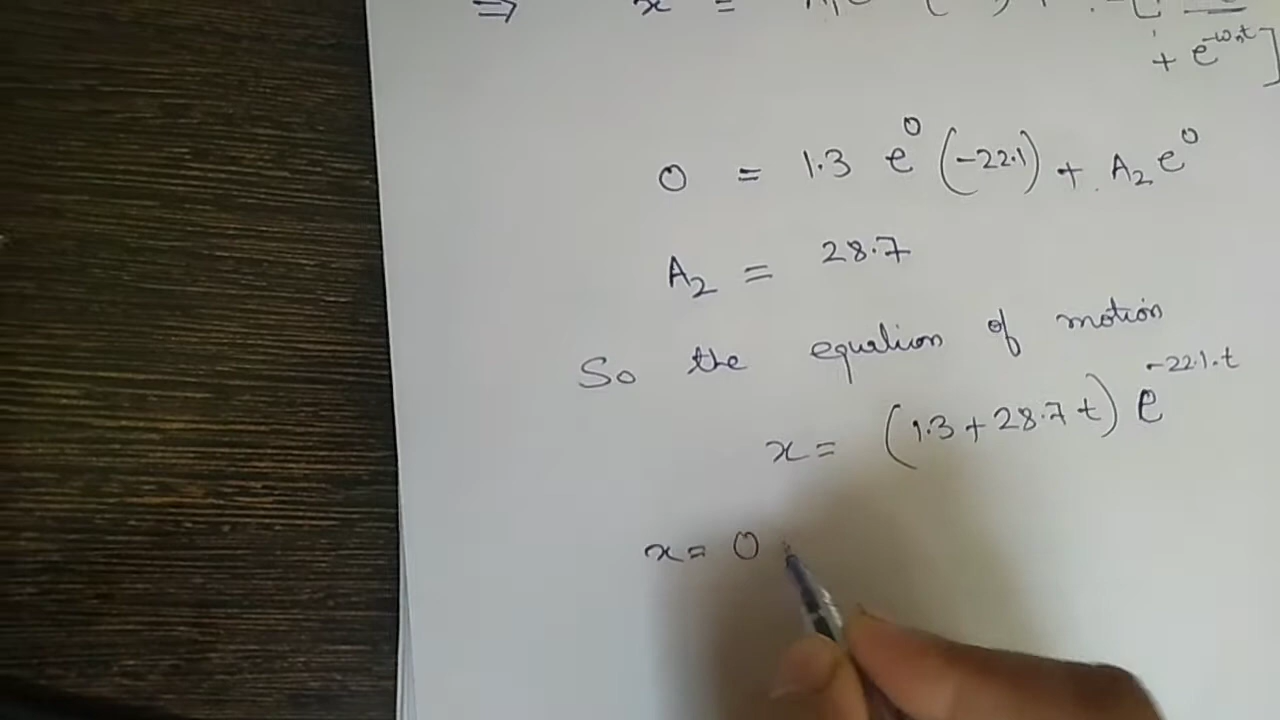 ⇒ x =
+ e^{-ωnt}]
0 = 1.3 e^0 (-22.1) + A_2 e^0
A_2 = 28.7
So the equation of motion
x = (1.3 + 28.7 t) e^{-22.1.t}
x = 0